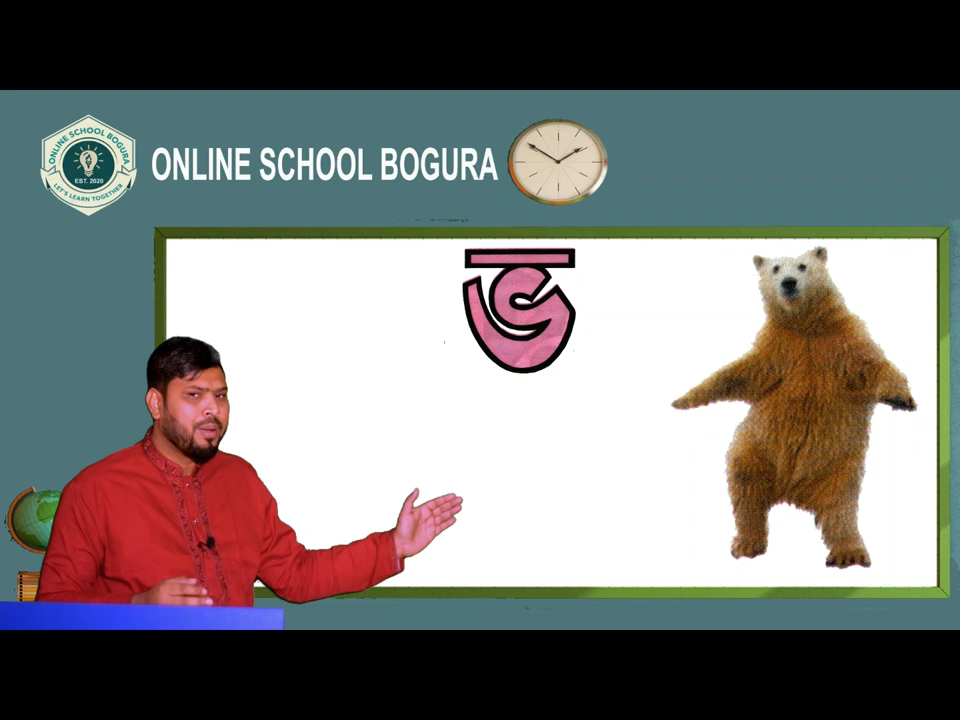 ONLINE SCHOOL BOGURA
EST. 2020
LET'S LEARN TOGETHER
ONLINE SCHOOL BOGURA
ভ